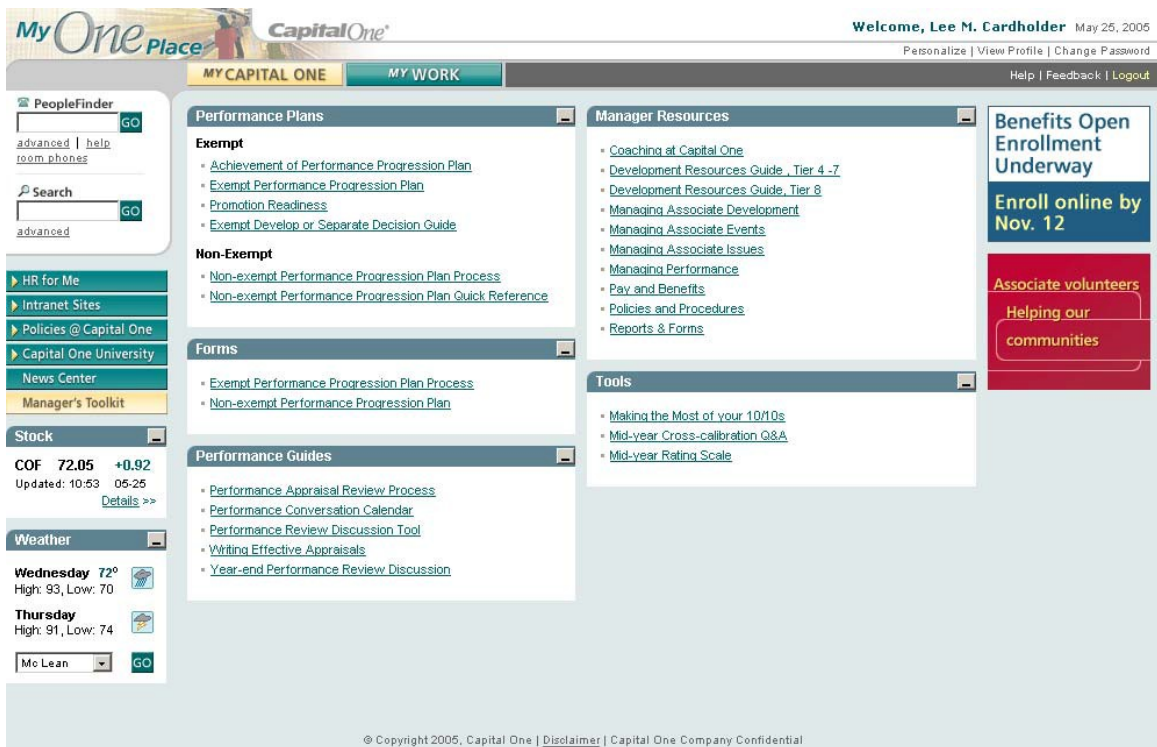 My One Place
CapitalOne®
Welcome, Lee M. Cardholder May 25, 2005
Personalize | View Profile | Change Password
MY CAPITAL ONE
MY WORK
Help | Feedback | Logout
PeopleFinder
GO
advanced | help
room phones
Search
GO
advanced
HR for Me
Intranet Sites
Policies @ Capital One
Capital One University
News Center
Manager's Toolkit
Stock
COF 72.05 +0.92
Updated: 10:53 05-25
Details >>
Weather
Wednesday 72º
High: 93, Low: 70
Thursday
High: 91, Low: 74
Mc Lean
GO
Performance Plans
Exempt
Achievement of Performance Progression Plan
Exempt Performance Progression Plan
Promotion Readiness
Exempt Develop or Separate Decision Guide
Non-Exempt
Non-exempt Performance Progression Plan Process
Non-exempt Performance Progression Plan Quick Reference
Forms
Exempt Performance Progression Plan Process
Non-exempt Performance Progression Plan
Performance Guides
Performance Appraisal Review Process
Performance Conversation Calendar
Performance Review Discussion Tool
Writing Effective Appraisals
Year-end Performance Review Discussion
Manager Resources
Coaching at Capital One
Development Resources Guide , Tier 4 -7
Development Resources Guide, Tier 8
Managing Associate Development
Managing Associate Events
Managing Associate Issues
Managing Performance
Pay and Benefits
Policies and Procedures
Reports & Forms
Tools
Making the Most of your 10/10s
Mid-year Cross-calibration Q&A
Mid-year Rating Scale
Benefits Open
Enrollment
Underway
Enroll online by
Nov. 12
Associate volunteers
Helping our
communities
© Copyright 2005, Capital One | Disclaimer | Capital One Company Confidential